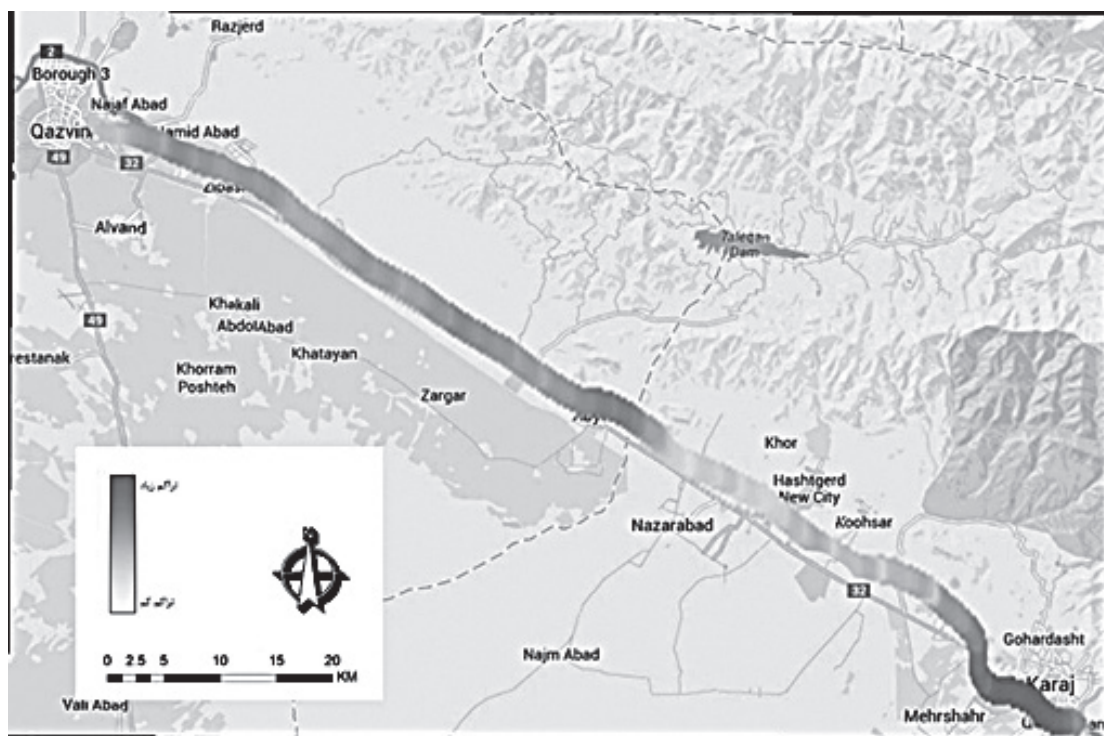 Razjerd
2
Borough 3
Najaf Abad
Qazvin
Hamid Abad
49
32
Alvand
Taleqan
Dam
49
Khakali
AbdolAbad
Khatayan
Khorram
Poshteh
Zargar
Khor
Hashtgerd
New City
Nazarabad
Koohsar
32
Gohardasht
Najm Abad
Karaj
Mehrshahr
Vali Abad
تراکم زیاد
تراکم کم
0 2.5 5 10 15 20
KM